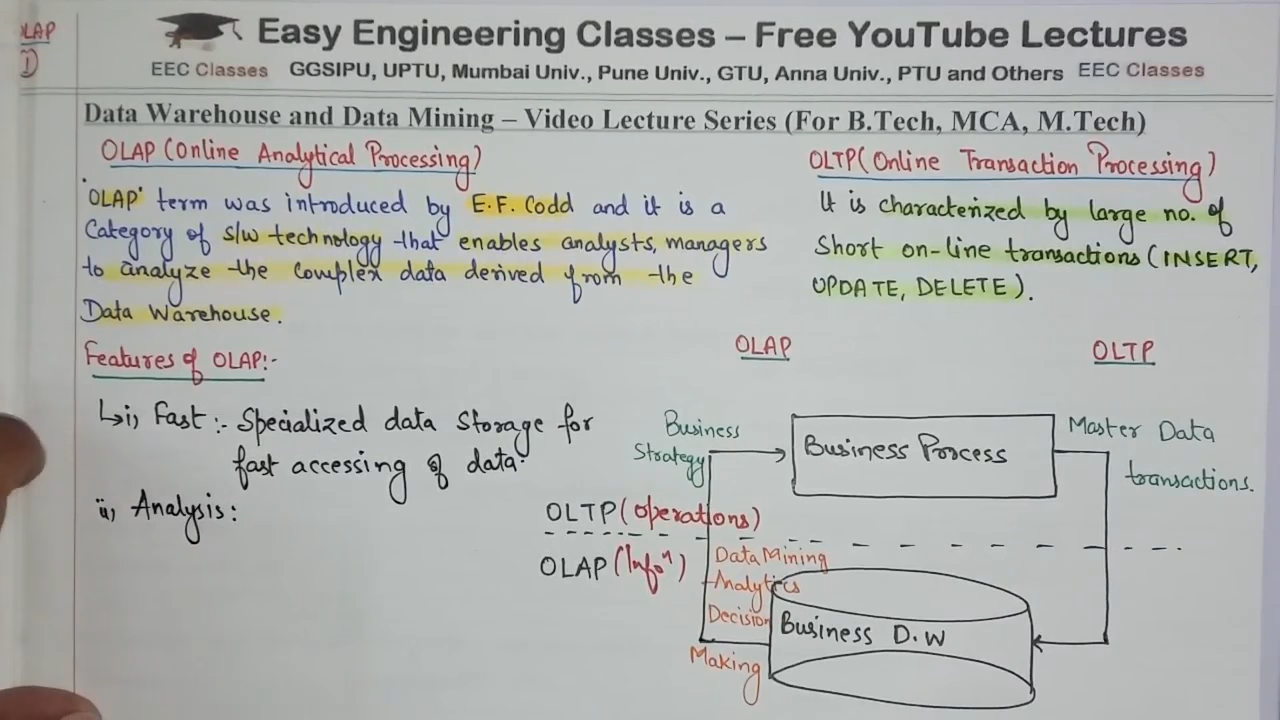 OLAP
1
Easy Engineering Classes – Free YouTube Lectures
EEC Classes GGSIPU, UPTU, Mumbai Univ., Pune Univ., GTU, Anna Univ., PTU and Others EEC Classes
Data Warehouse and Data Mining – Video Lecture Series (For B.Tech, MCA, M.Tech)
OLAP (Online Analytical Processing)
'OLAP' term was introduced by E.F. Codd and it is a
Category of s/w technology that enables analysts, managers
to analyze the complex data derived from the
Data Warehouse.
OLTP (Online Transaction Processing)
It is characterized by large no. of
Short on-line transactions (INSERT,
UPDATE, DELETE).
Features of OLAP:-
↳ i) Fast :- Specialized data storage for
fast accessing of data.
ii) Analysis:
OLAP
OLTP
Business
Strategy
Business Process
Master Data
transactions.
OLTP (operations)
OLAP (Infoⁿ)
Data Mining
Analytics
Decision
Making
Business D.W